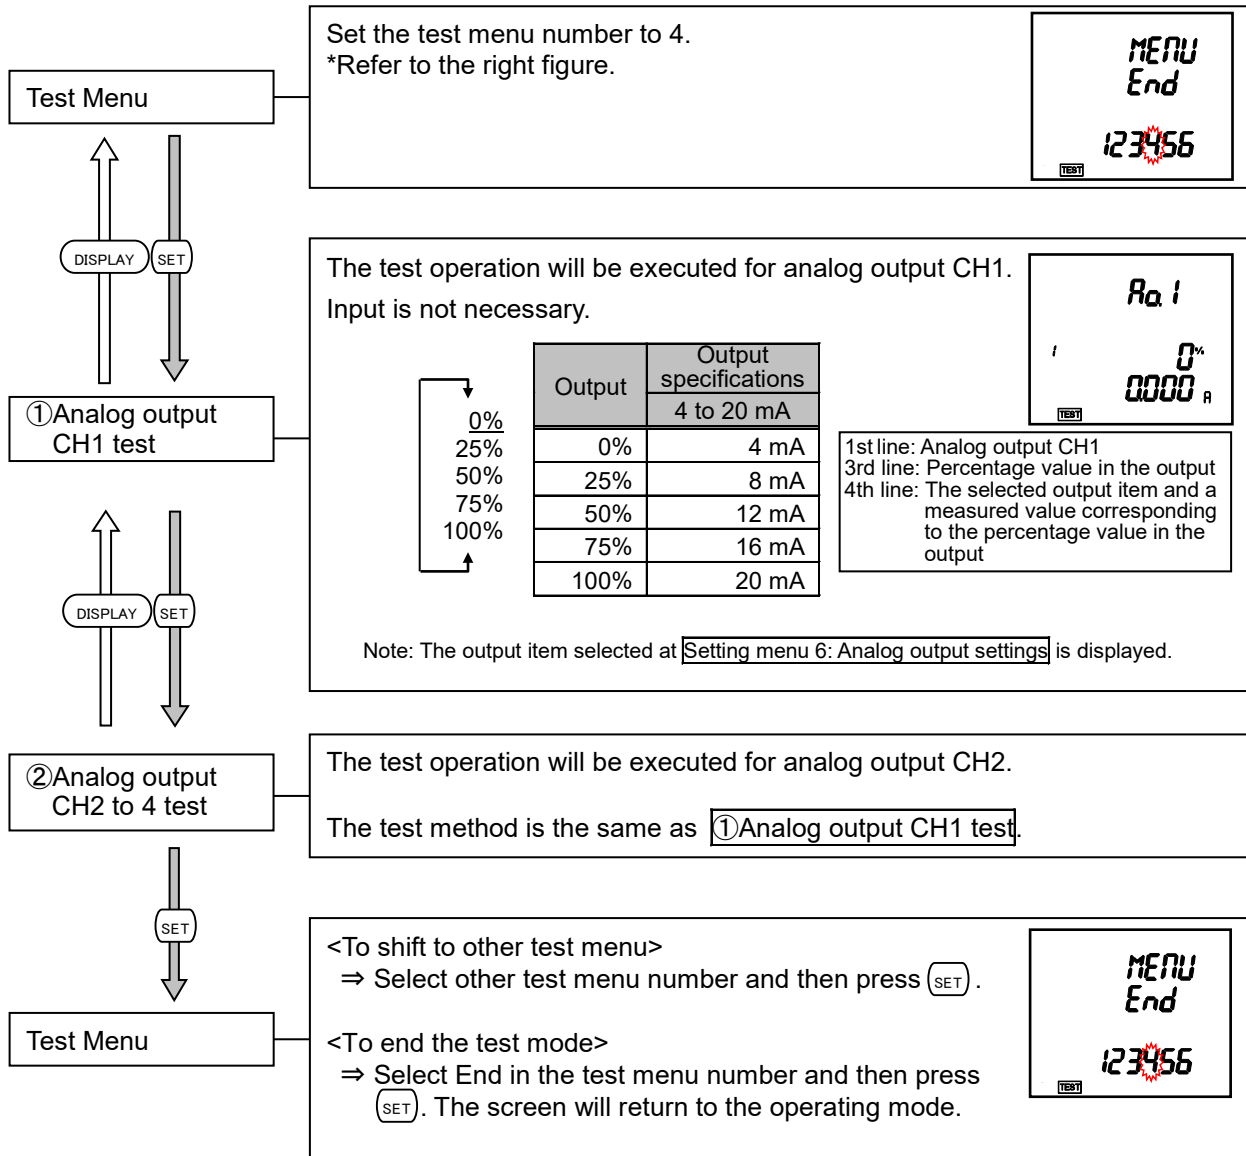 Test Menu
Set the test menu number to 4.
*Refer to the right figure.
MENU
End
123456
TEST
DISPLAY
SET
①Analog output
CH1 test
The test operation will be executed for analog output CH1.
Input is not necessary.
0%
25%
50%
75%
100%
Output
Output
specifications
4 to 20 mA
0% 4 mA
25% 8 mA
50% 12 mA
75% 16 mA
100% 20 mA
Ao.1
1 0%
0.000 A
TEST
1st line: Analog output CH1
3rd line: Percentage value in the output
4th line: The selected output item and a
measured value corresponding
to the percentage value in the
output
Note: The output item selected at Setting menu 6: Analog output settings is displayed.
DISPLAY
SET
②Analog output
CH2 to 4 test
The test operation will be executed for analog output CH2.
The test method is the same as ①Analog output CH1 test.
SET
Test Menu
<To shift to other test menu>
⇒ Select other test menu number and then press SET.
<To end the test mode>
⇒ Select End in the test menu number and then press
SET. The screen will return to the operating mode.
MENU
End
123456
TEST